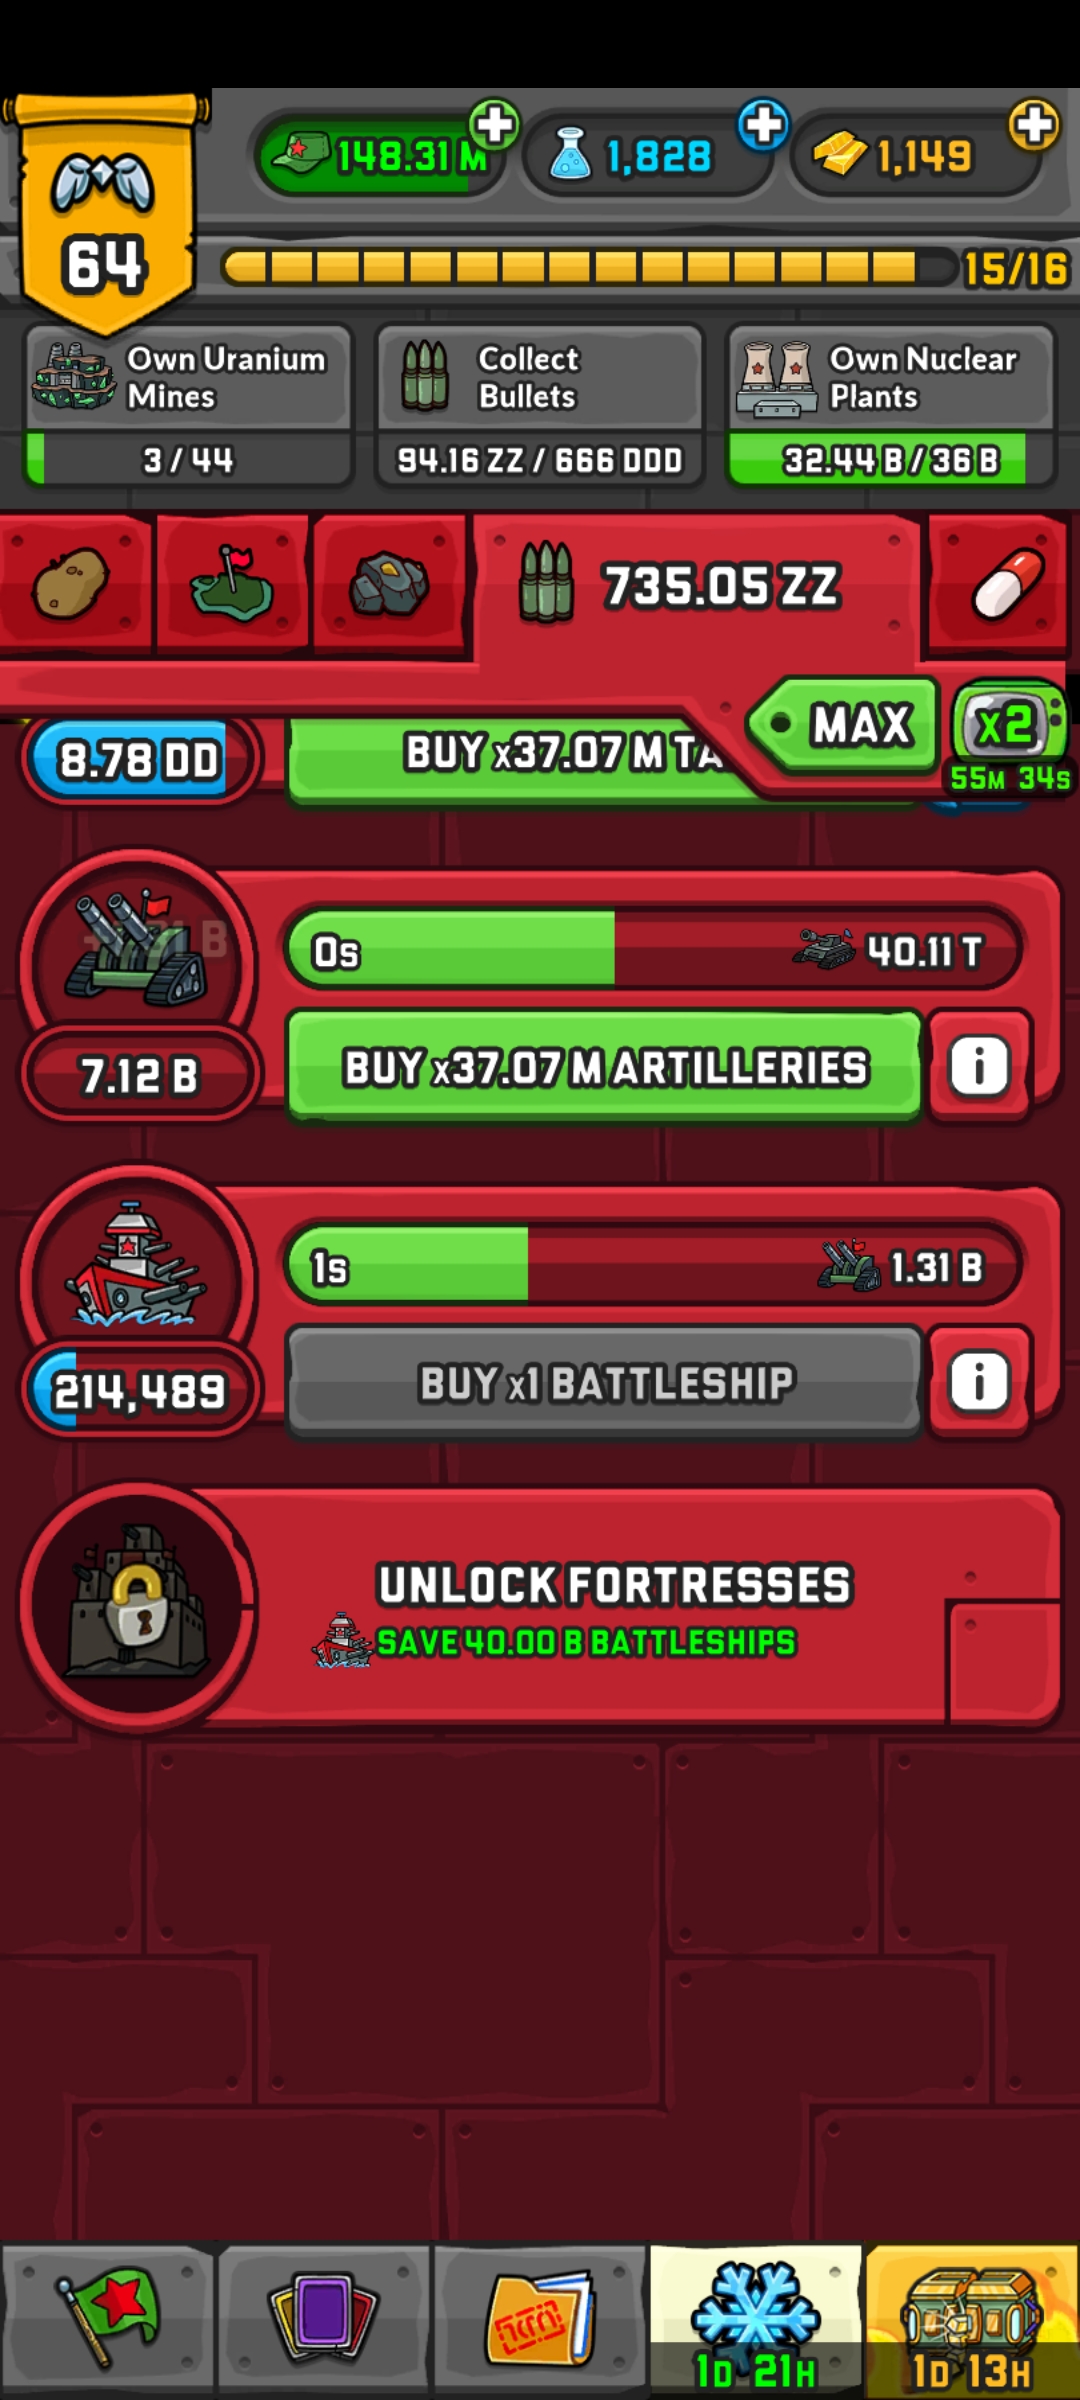 148.31 M
1,828
1,149
64
15/16
Own Uranium
Mines
3 / 44
Collect
Bullets
94.16 ZZ / 666 DDD
Own Nuclear
Plants
32.44 B / 36 B
735.05 ZZ
MAX
x2
55M 34S
8.78 DD
BUY x37.07 M TA
0s
40.11 T
7.12 B
BUY x37.07 M ARTILLERIES
i
1s
1.31 B
214,489
BUY x1 BATTLESHIP
i
UNLOCK FORTRESSES
SAVE 40.00 B BATTLESHIPS
1D 21H
1D 13H